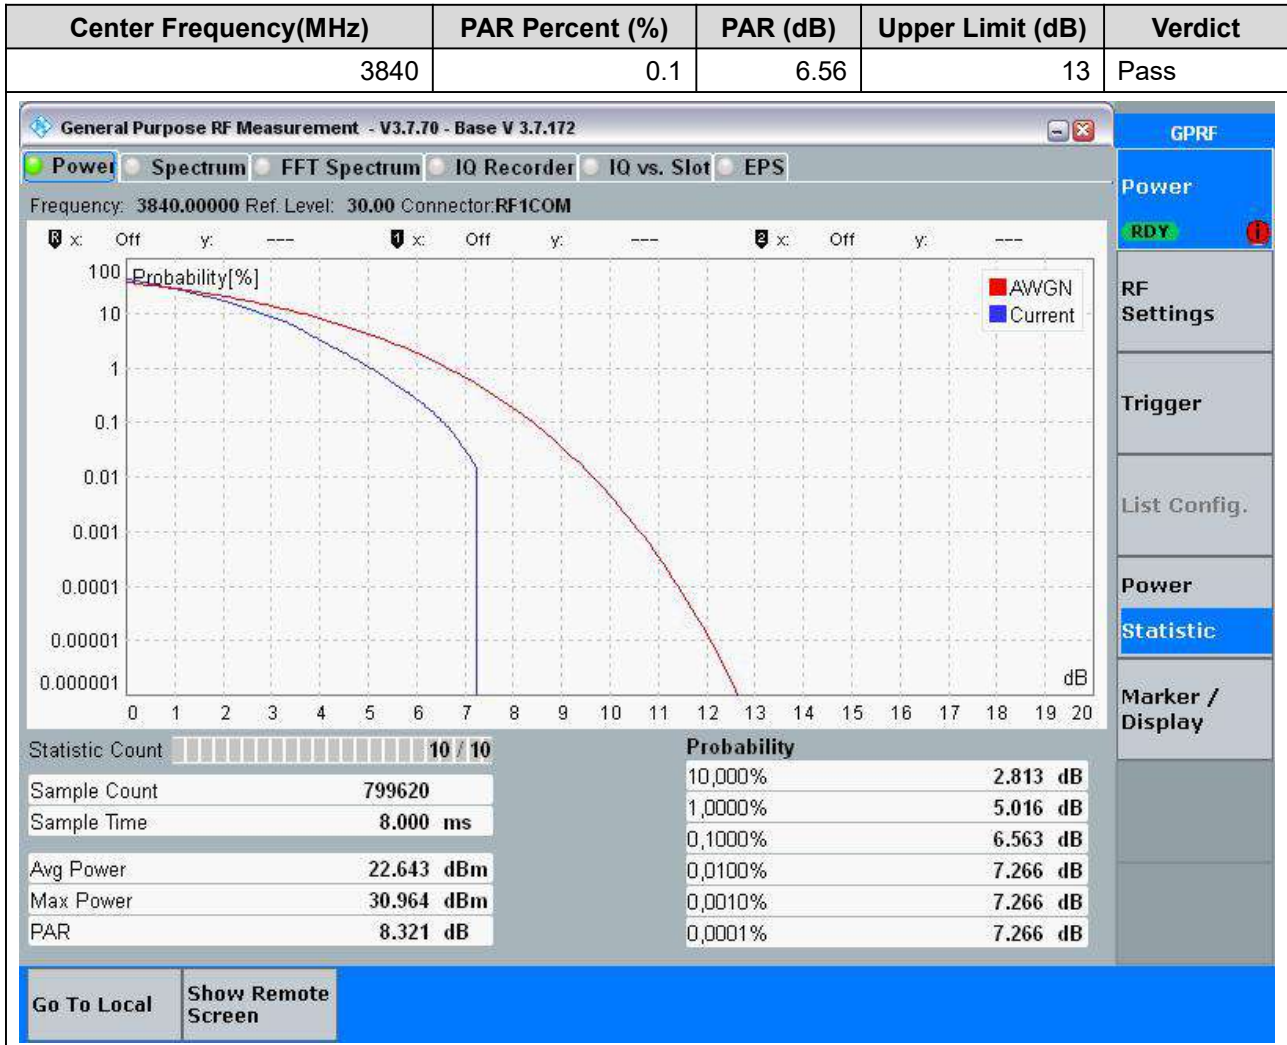 Center Frequency(MHz) PAR Percent (%) PAR (dB) Upper Limit (dB) Verdict
3840 0.1 6.56 13 Pass
General Purpose RF Measurement - V3.7.70 - Base V 3.7.172
GPRF
Power Spectrum FFT Spectrum IQ Recorder IQ vs. Slot EPS
Frequency: 3840.00000 Ref. Level: 30.00 Connector:RF1COM
R x: Off y: --- 1 x: Off y: --- 2 x: Off y: ---
Probability[%]
AWGN
Current
100
10
1
0.1
0.01
0.001
0.0001
0.00001
0.000001
dB
0 1 2 3 4 5 6 7 8 9 10 11 12 13 14 15 16 17 18 19 20
Statistic Count 10 / 10
Sample Count 799620
Sample Time 8.000 ms
Avg Power 22.643 dBm
Max Power 30.964 dBm
PAR 8.321 dB
Probability
10,000% 2.813 dB
1,0000% 5.016 dB
0,1000% 6.563 dB
0,0100% 7.266 dB
0,0010% 7.266 dB
0,0001% 7.266 dB
Power
RDY
RF
Settings
Trigger
List Config.
Power
Statistic
Marker /
Display
Go To Local
Show Remote
Screen